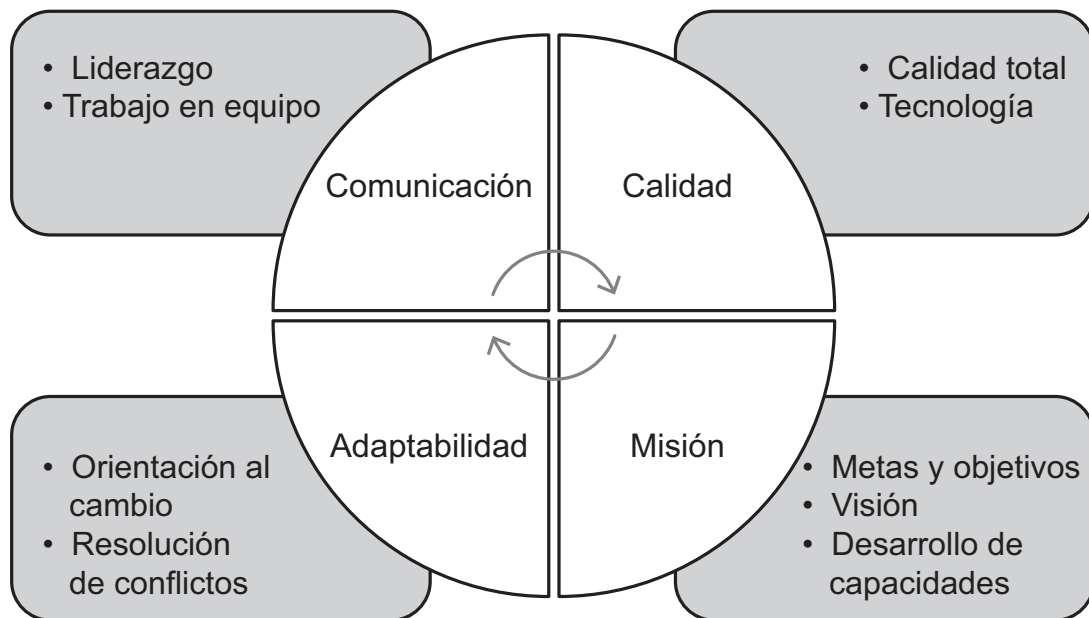 • Liderazgo
• Trabajo en equipo
• Calidad total
• Tecnología
Comunicación
Calidad
Adaptabilidad
Misión
• Orientación al
cambio
• Resolución
de conflictos
• Metas y objetivos
• Visión
• Desarrollo de
capacidades